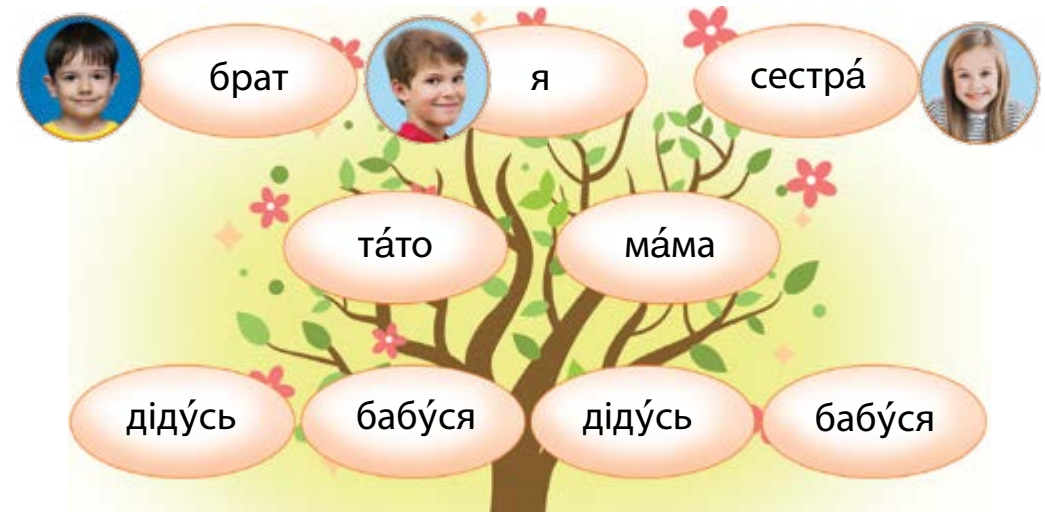 брат я сестра́
та́то ма́ма
діду́сь бабу́ся діду́сь бабу́ся